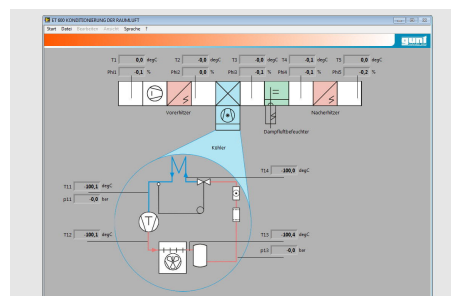 ET 600 KONDITIONIERUNG DER RAUMLUFT
Start Datei Bearbeiten Ansicht Sprache ?
gunt
T1 0,0 degC T2 -0,0 degC T3 -0,0 degC T4 -0,1 degC T5 0,0 degC
Phi1 -0,1 % Phi2 0,0 % Phi3 -0,1 % Phi4 -0,1 % Phi5 -0,2 %
Vorerhitzer
Nacherhitzer
Dampfluftbefeuchter
Kühler
T14 -100,0 degC
T11 -100,1 degC
p11 -0,0 bar
T
T12 -100,1 degC
T13 -100,4 degC
p13 -0,0 bar